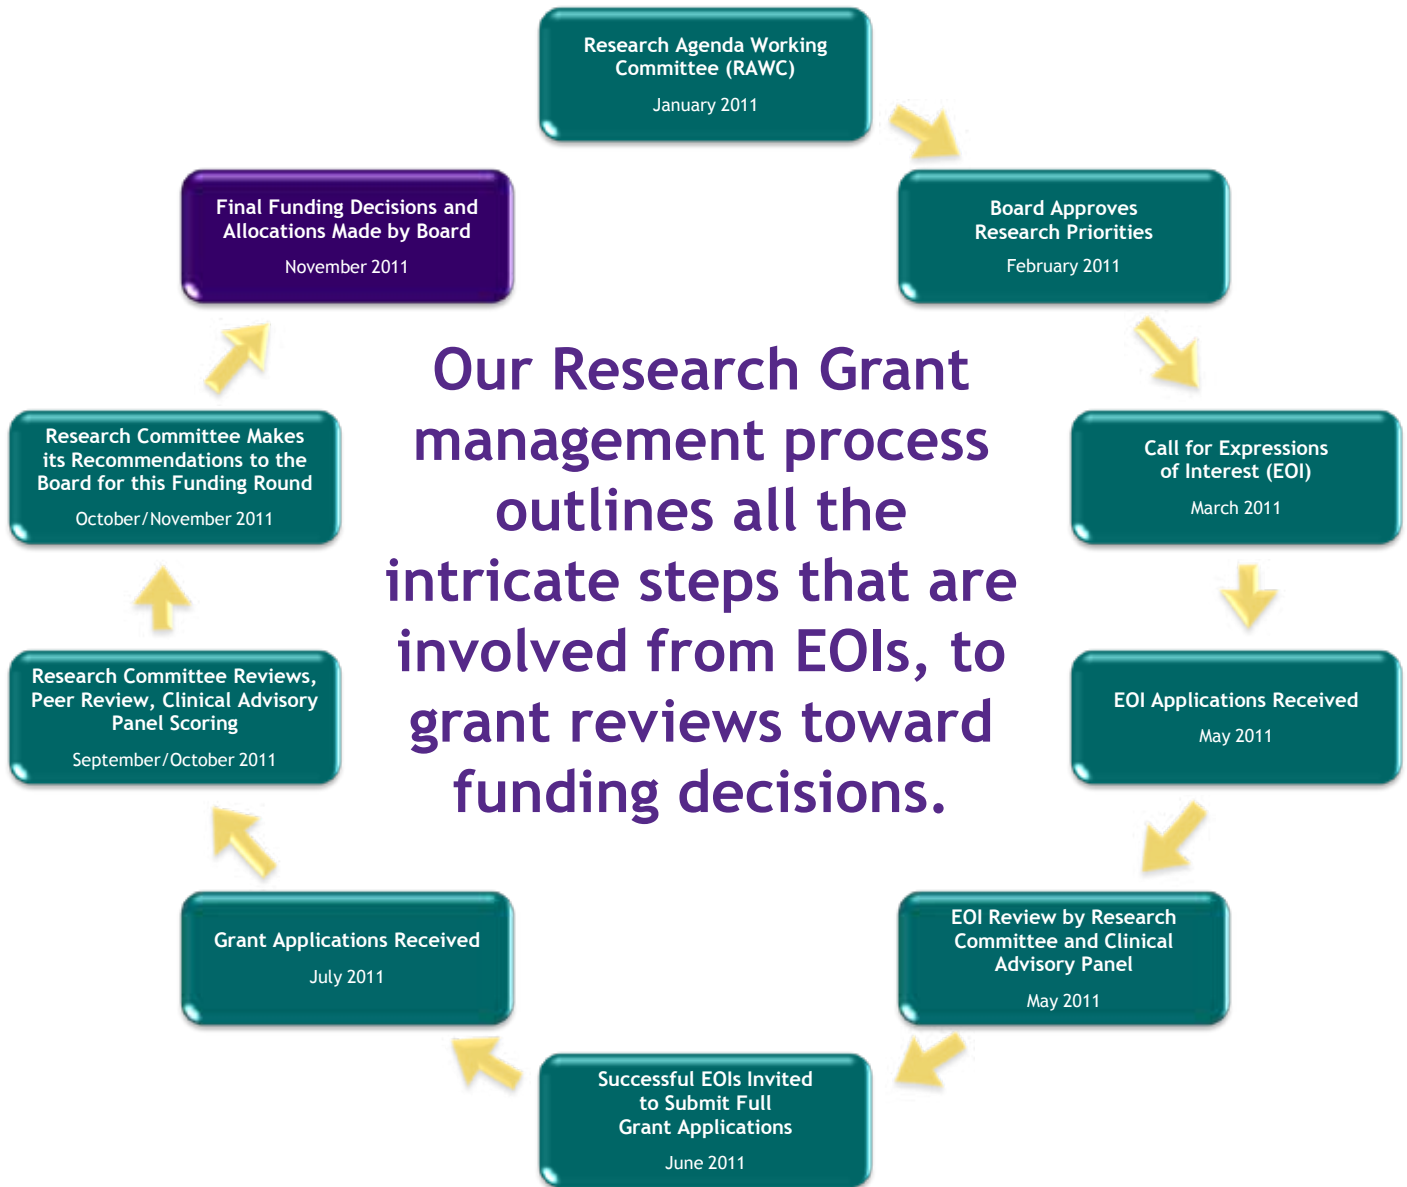 Research Agenda Working
Committee (RAWC)
January 2011
Board Approves
Research Priorities
February 2011
Call for Expressions
of Interest (EOI)
March 2011
EOI Applications Received
May 2011
EOI Review by Research
Committee and Clinical
Advisory Panel
May 2011
Successful EOIs Invited
to Submit Full
Grant Applications
June 2011
Grant Applications Received
July 2011
Research Committee Reviews,
Peer Review, Clinical Advisory
Panel Scoring
September/October 2011
Research Committee Makes
its Recommendations to the
Board for this Funding Round
October/November 2011
Final Funding Decisions and
Allocations Made by Board
November 2011
Our Research Grant
management process
outlines all the
intricate steps that are
involved from EOIs, to
grant reviews toward
funding decisions.